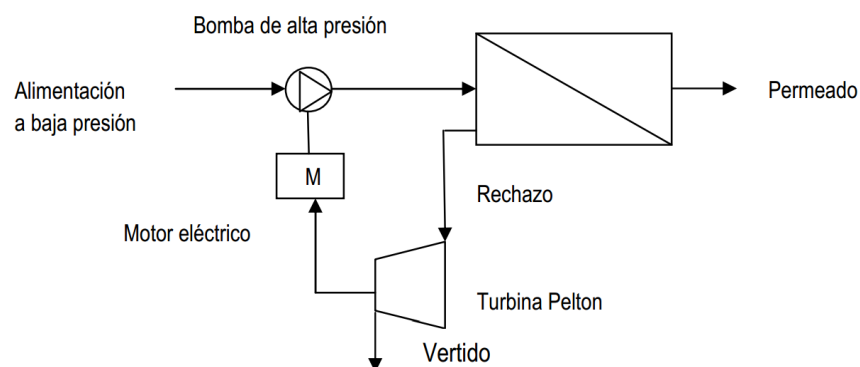 Bomba de alta presión
Alimentación
a baja presión
Permeado
M
Rechazo
Motor eléctrico
Turbina Pelton
Vertido